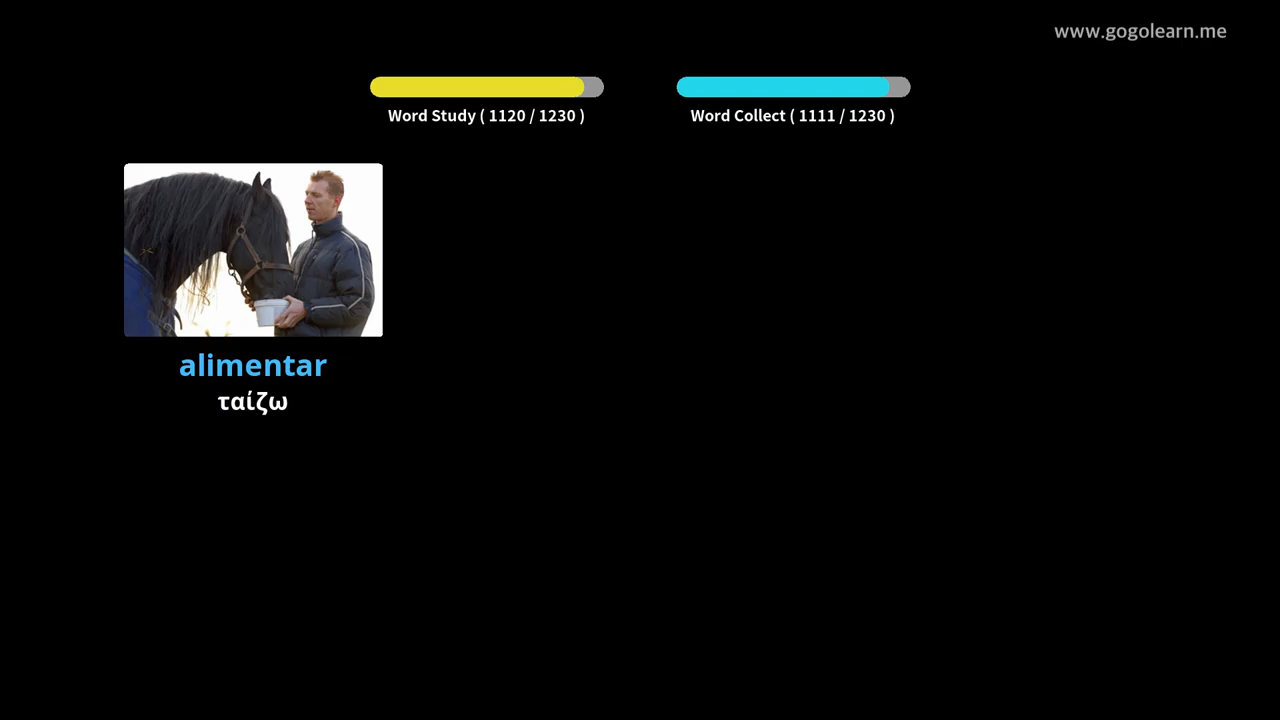 www.gogolearn.me
Word Study ( 1120 / 1230 )
Word Collect ( 1111 / 1230 )
alimentar
ταίζω